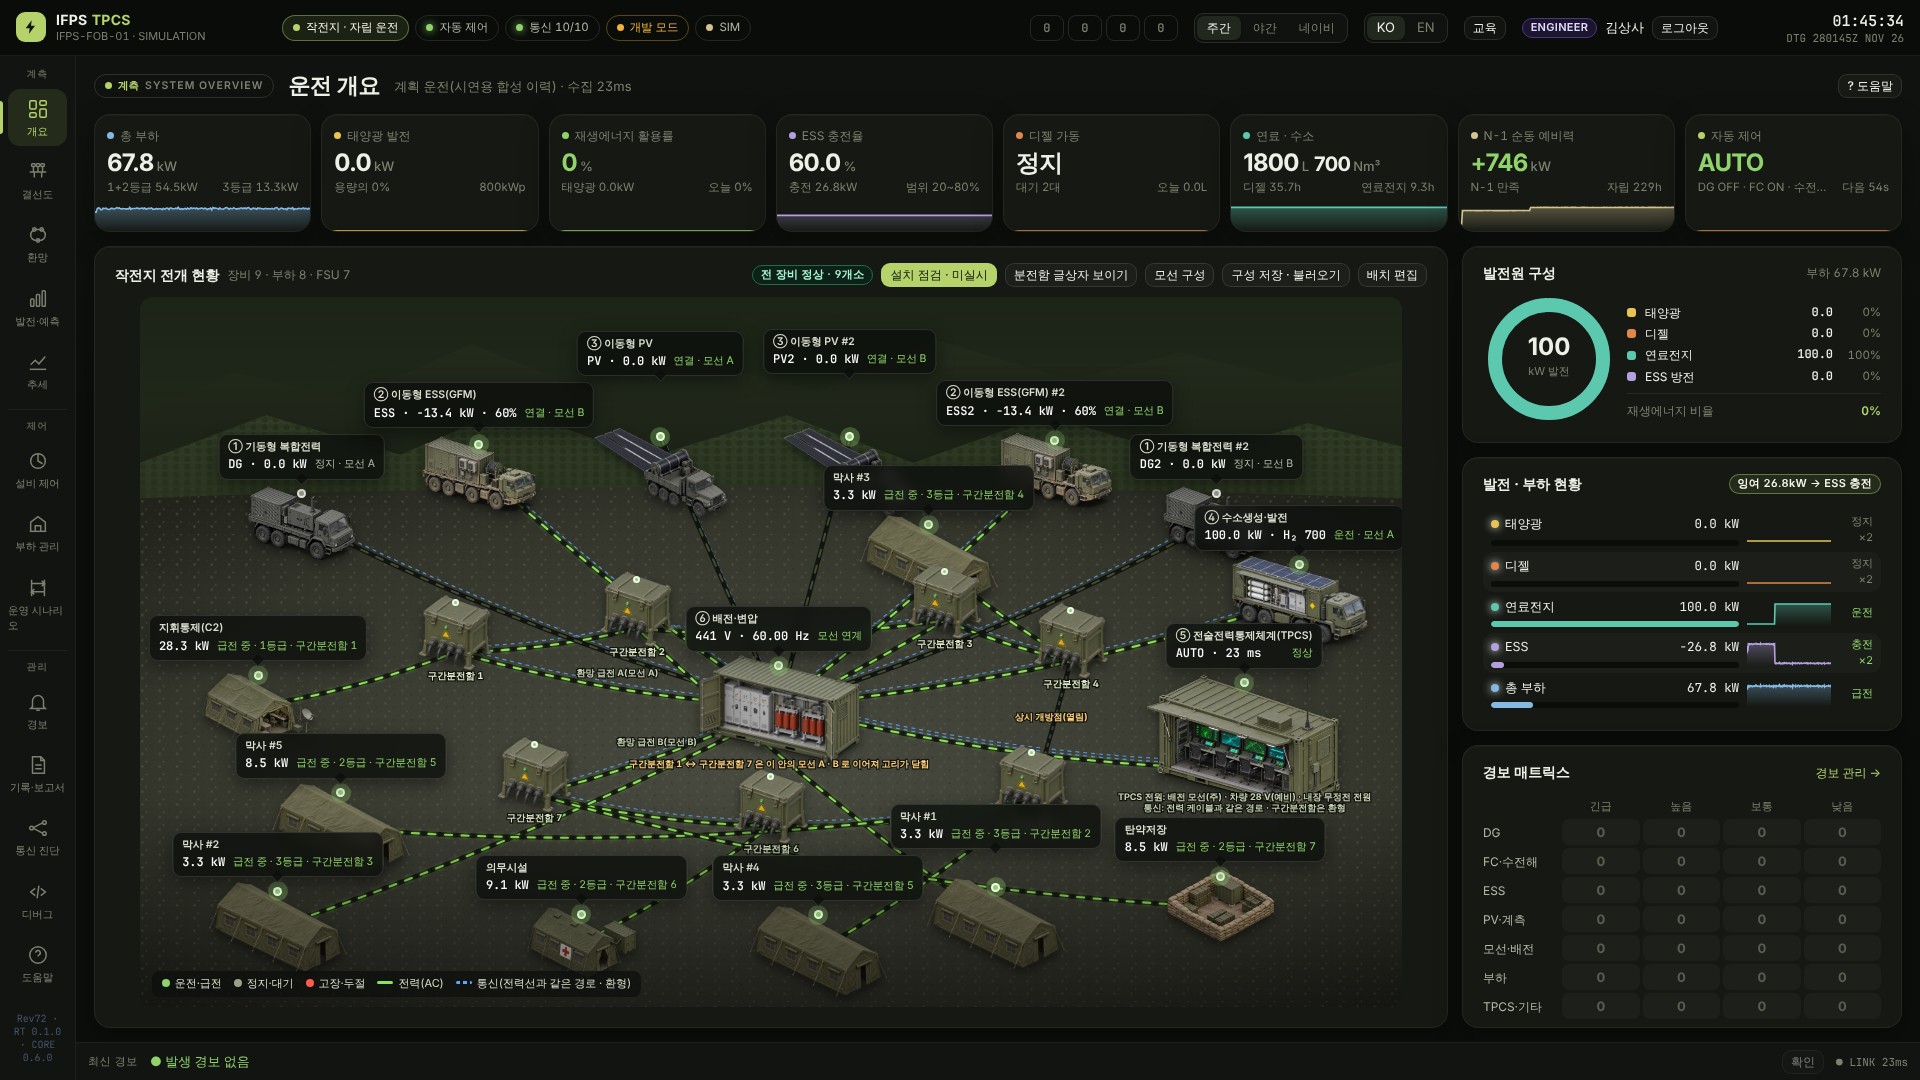 IFPS TPCS
IFPS-FOB-01 · SIMULATION
작전지 · 자립 운전
자동 제어
통신 10/10
개발 모드
SIM
0 0 0 0
주간 야간 네이비
KO EN
교육
ENGINEER 김상사 로그아웃
01:45:34
DTG 280145Z NOV 26
계측
개요
결선도
환망
발전·예측
추세
제어
설비 제어
부하 관리
운영 시나리
오
관리
경보
기록·보고서
통신 진단
디버그
도움말
Rev72 ·
RT 0.1.0
· CORE
0.6.0
계측 SYSTEM OVERVIEW
운전 개요
계획 운전(시연용 합성 이력) · 수집 23ms
? 도움말
총 부하
67.8 kW
1+2등급 54.5kW 3등급 13.3kW
태양광 발전
0.0 kW
용량의 0% 800kWp
재생에너지 활용률
0 %
태양광 0.0kW 오늘 0%
ESS 충전율
60.0 %
충전 26.8kW 범위 20~80%
디젤 가동
정지
대기 2대 오늘 0.0L
연료 · 수소
1800 L 700 Nm³
디젤 35.7h 연료전지 9.3h
N-1 순동 예비력
+746 kW
N-1 만족 자립 229h
자동 제어
AUTO
DG OFF · FC ON · 수전... 다음 54s
작전지 전개 현황 장비 9 · 부하 8 · FSU 7
전 장비 정상 · 9개소
설치 점검 · 미실시
분전함 글상자 보이기
모선 구성
구성 저장 · 불러오기
배치 편집
③ 이동형 PV
PV · 0.0 kW 연결 · 모선 A
③ 이동형 PV #2
PV2 · 0.0 kW 연결 · 모선 B
② 이동형 ESS(GFM)
ESS · -13.4 kW · 60% 연결 · 모선 B
② 이동형 ESS(GFM) #2
ESS2 · -13.4 kW · 60% 연결 · 모선 B
① 기동형 복합전력
DG · 0.0 kW 정지 · 모선 A
① 기동형 복합전력 #2
DG2 · 0.0 kW 정지 · 모선 B
막사 #3
3.3 kW 급전 중 · 3등급 · 구간분전함 4
④ 수소생성·발전
100.0 kW · H₂ 700 운전 · 모선 A
지휘통제(C2)
28.3 kW 급전 중 · 1등급 · 구간분전함 1
⑥ 배전·변압
441 V · 60.00 Hz 모선 연계
⑤ 전술전력통제체계(TPCS)
AUTO · 23 ms 정상
구간분전함 2
구간분전함 3
구간분전함 1
환망 급전 A(모선 A)
구간분전함 4
상시 개방점(열림)
환망 급전 B(모선 B)
구간분전함 1 ↔ 구간분전함 7 은 이 안의 모선 A · B 로 이어져 고리가 닫힘
막사 #5
8.5 kW 급전 중 · 2등급 · 구간분전함 5
TPCS 전원: 배전 모선(주) · 차량 28 V(예비) · 내장 무정전 전원
통신: 전력 케이블과 같은 경로 · 구간분전함은 환형
구간분전함 7
막사 #1
3.3 kW 급전 중 · 3등급 · 구간분전함 2
탄약저장
8.5 kW 급전 중 · 2등급 · 구간분전함 7
막사 #2
3.3 kW 급전 중 · 3등급 · 구간분전함 3
구간분전함 6
의무시설
9.1 kW 급전 중 · 2등급 · 구간분전함 6
막사 #4
3.3 kW 급전 중 · 3등급 · 구간분전함 5
운전·급전 정지·대기 고장·두절 전력(AC) 통신(전력선과 같은 경로 · 환형)
발전원 구성 부하 67.8 kW
100
kW 발전
태양광 0.0 0%
디젤 0.0 0%
연료전지 100.0 100%
ESS 방전 0.0 0%
재생에너지 비율 0%
발전 · 부하 현황 잉여 26.8kW → ESS 충전
태양광 0.0 kW 정지 ×2
디젤 0.0 kW 정지 ×2
연료전지 100.0 kW 운전
ESS -26.8 kW 충전 ×2
총 부하 67.8 kW 급전
경보 매트릭스 경보 관리 →
긴급 높음 보통 낮음
DG 0 0 0 0
FC·수전해 0 0 0 0
ESS 0 0 0 0
PV·계측 0 0 0 0
모선·배전 0 0 0 0
부하 0 0 0 0
TPCS·기타 0 0 0 0
최신 경보 발생 경보 없음
확인 LINK 23ms